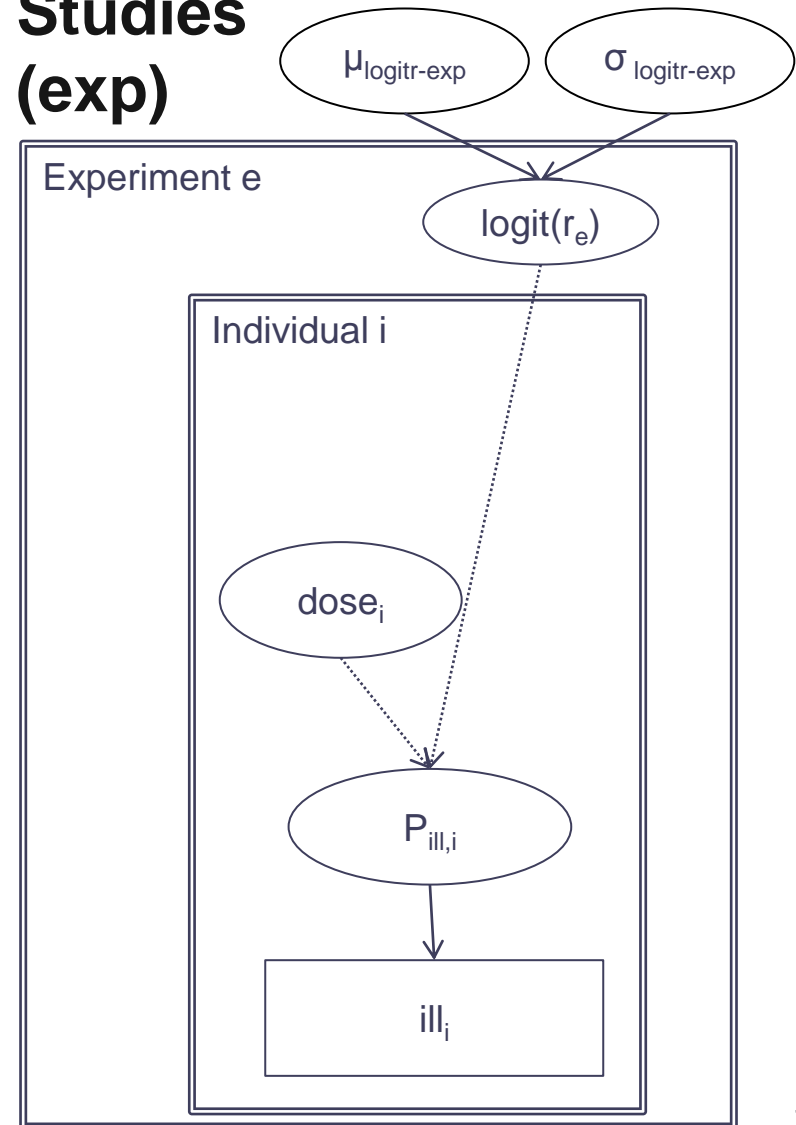 Studies
(exp)
μlogitr-exp
σ logitr-exp
Experiment e
logit(re)
Individual i
dosei
Pill,i
illi